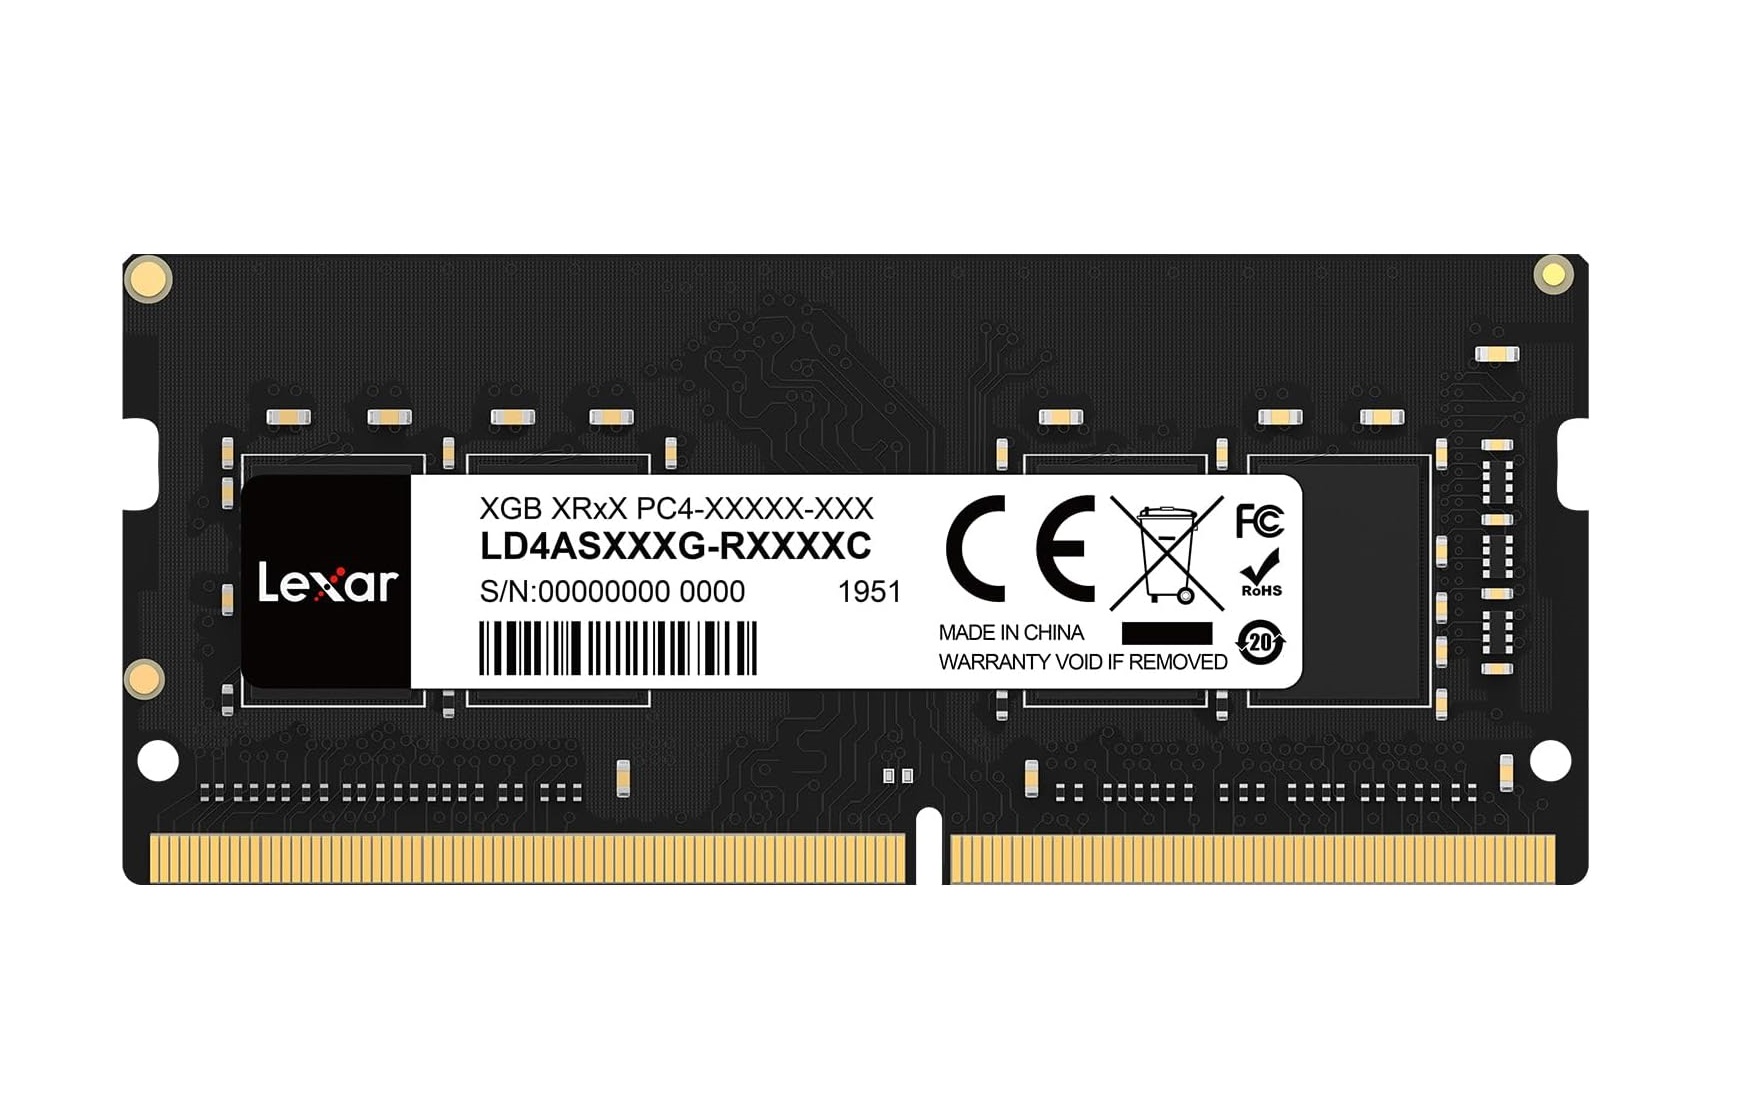 Lexar
XGB XRxX PC4-XXXXX-XXX
LD4ASXXXG-RXXXXC
S/N:00000000 0000 1951
CE
FC
RoHS
MADE IN CHINA
20
WARRANTY VOID IF REMOVED